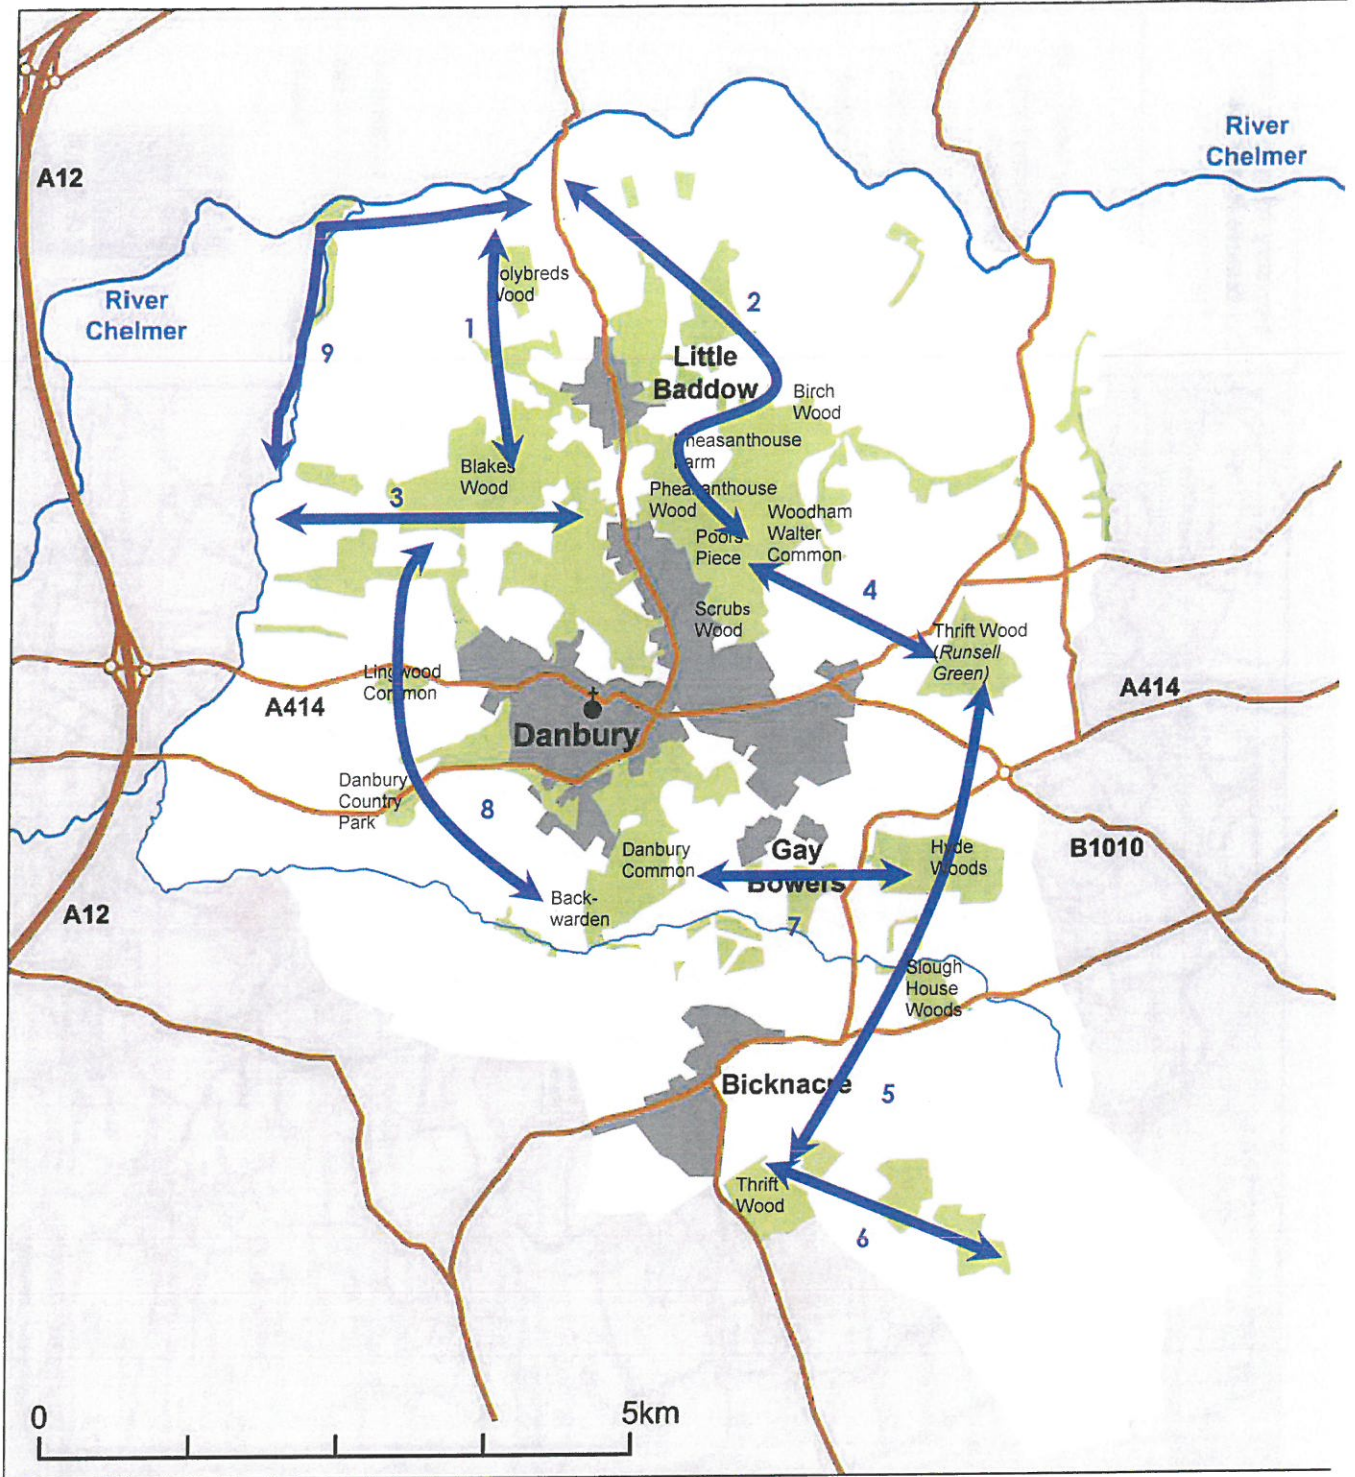 River
Chelmer
A12
River
Chelmer
olybreds
Wood
2
1
9
Little
Baddow
Birch
Wood
Pheasanthouse
Farm
Blakes
Wood
3
Pheasanthouse
Wood
Woodham
Walter
Common
Poors
Piece
4
Scrubs
Wood
Thrift Wood
(Runsell
Green)
Lingwood
Common
A414
A414
Danbury
Danbury
Country
Park
8
Danbury
Common
Gay
Bowers
Hyde
Woods
B1010
A12
Back-
warden
7
Slough
House
Woods
Bicknacre
5
Thrift
Wood
6
0
5km